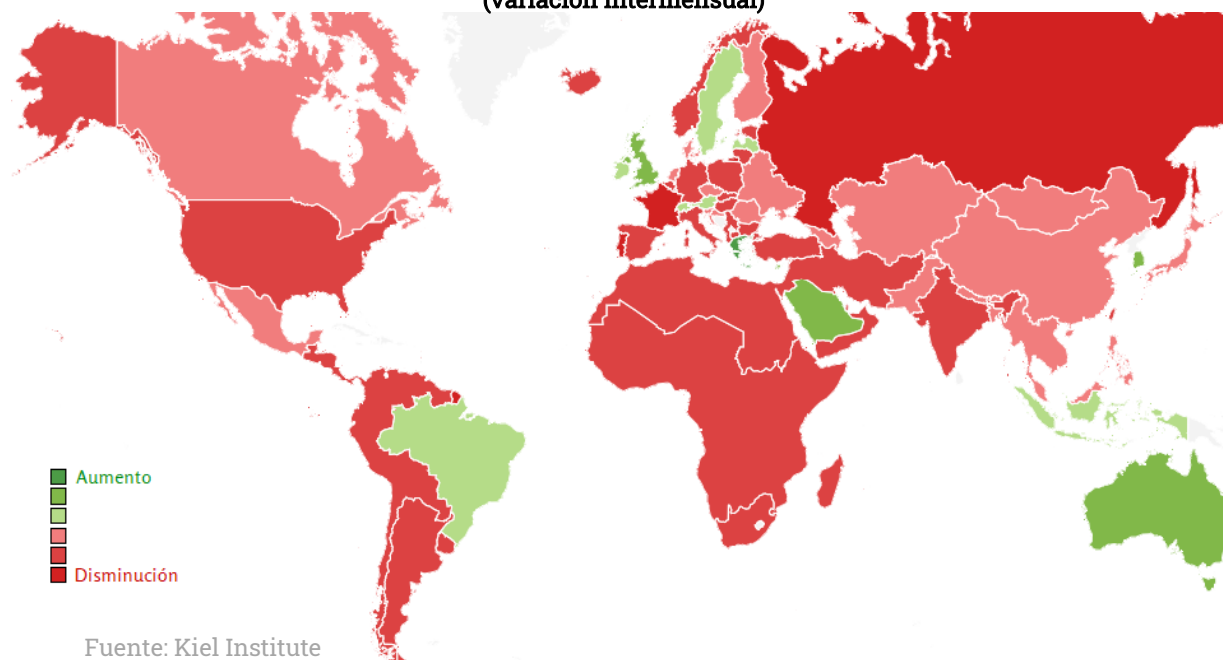 (variación intermensual)
Aumento
Disminución
Fuente: Kiel Institute